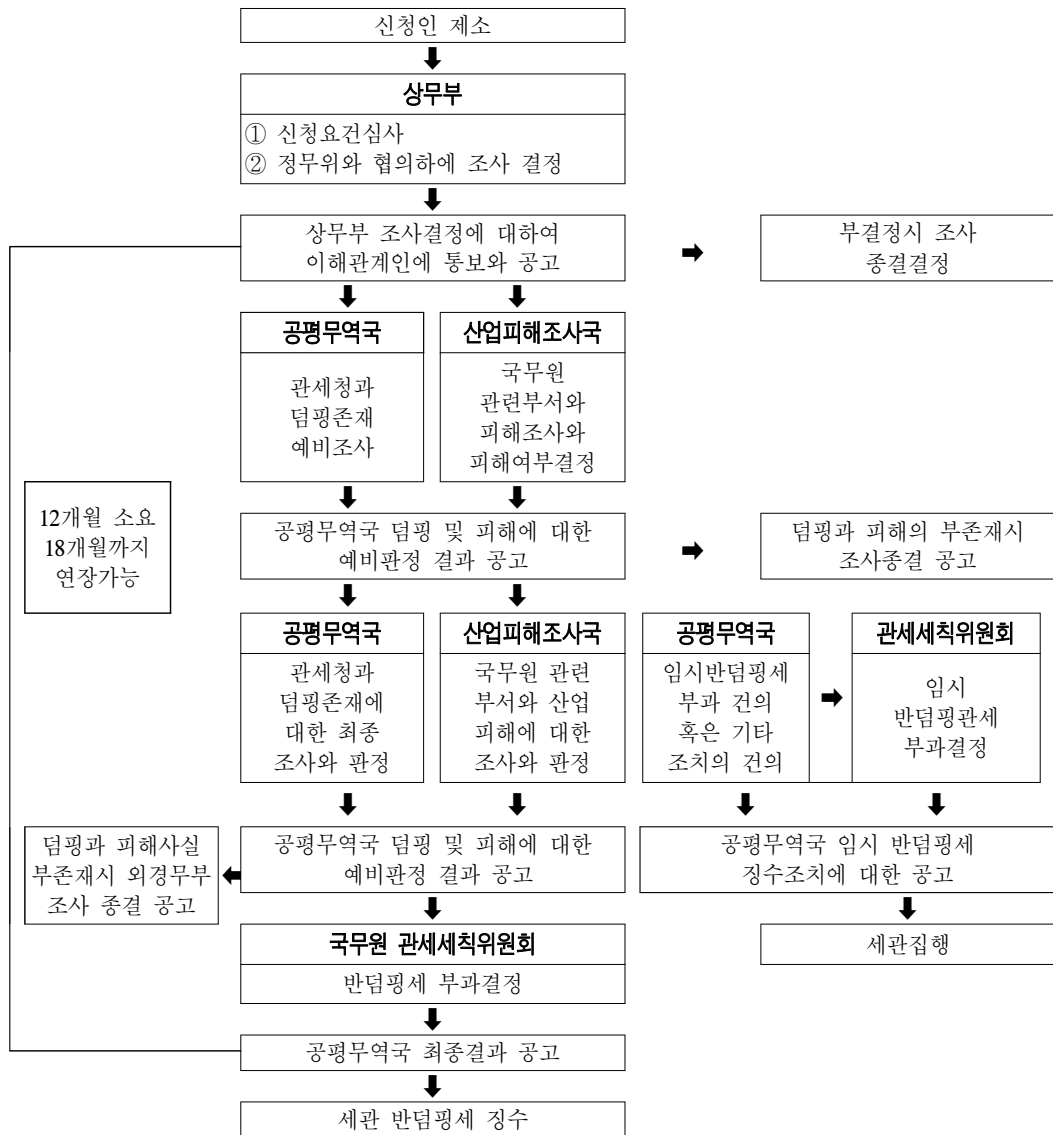 신청인 제소
상무부
① 신청요건심사
② 정무위와 협의하에 조사 결정
상무부 조사결정에 대하여
이해관계인에 통보와 공고
부결정시 조사
종결결정
공평무역국
관세청과
덤핑존재
예비조사
산업피해조사국
국무원
관련부서와
피해조사와
피해여부결정
12개월 소요
18개월까지
연장가능
공평무역국 덤핑 및 피해에 대한
예비판정 결과 공고
덤핑과 피해의 부존재시
조사종결 공고
공평무역국
관세청과
덤핑존재에
대한 최종
조사와 판정
산업피해조사국
국무원 관련
부서와 산업
피해에 대한
조사와 판정
공평무역국
임시반덤핑세
부과 건의
혹은 기타
조치의 건의
관세세칙위원회
임시
반덤핑관세
부과결정
덤핑과 피해사실
부존재시 외경무부
조사 종결 공고
공평무역국 덤핑 및 피해에 대한
예비판정 결과 공고
공평무역국 임시 반덤핑세
징수조치에 대한 공고
국무원 관세세칙위원회
반덤핑세 부과결정
세관집행
공평무역국 최종결과 공고
세관 반덤핑세 징수